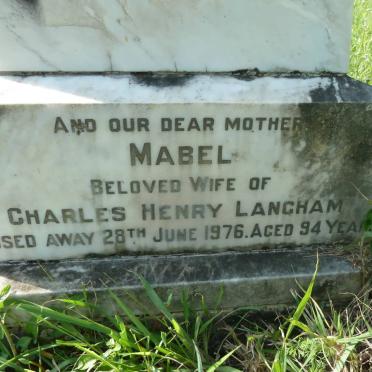 And our dear mother
Mabel
Beloved Wife of
Charles Henry Langham
ssed away 28th June 1976. Aged 94 Yea